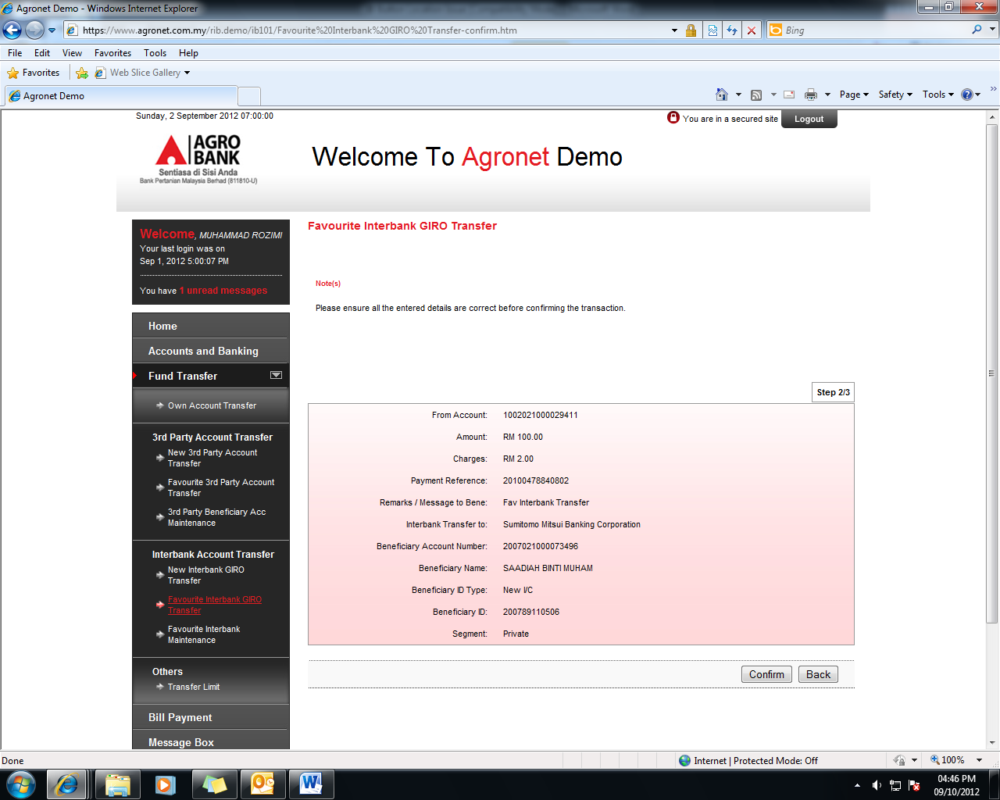 Agronet Demo - Windows Internet Explorer
https://www.agronet.com.my/rib.demo/ib101/Favourite%20Interbank%20GIRO%20Transfer-confirm.htm
Bing
File Edit View Favorites Tools Help
Favorites Web Slice Gallery
Agronet Demo
Page Safety Tools
Sunday, 2 September 2012 07:00:00
You are in a secured site
Logout
AGRO
BANK
Sentiasa di Sisi Anda
Bank Pertanian Malaysia Berhad (811810-U)
Welcome To Agronet Demo
Welcome, MUHAMMAD ROZIMI
Your last login was on
Sep 1, 2012 5:00:07 PM
You have 1 unread messages
Home
Accounts and Banking
Fund Transfer
Own Account Transfer
3rd Party Account Transfer
New 3rd Party Account
Transfer
Favourite 3rd Party Account
Transfer
3rd Party Beneficiary Acc
Maintenance
Interbank Account Transfer
New Interbank GIRO
Transfer
Favourite Interbank GIRO
Transfer
Favourite Interbank
Maintenance
Others
Transfer Limit
Bill Payment
Message Box
Favourite Interbank GIRO Transfer
Note(s)
Please ensure all the entered details are correct before confirming the transaction.
Step 2/3
From Account: 1002021000029411
Amount: RM 100.00
Charges: RM 2.00
Payment Reference: 20100478840802
Remarks / Message to Bene: Fav Interbank Transfer
Interbank Transfer to: Sumitomo Mitsui Banking Corporation
Beneficiary Account Number: 2007021000073496
Beneficiary Name: SAADIAH BINTI MUHAM
Beneficiary ID Type: New I/C
Beneficiary ID: 200789110506
Segment: Private
Confirm Back
Done
Internet | Protected Mode: Off
100%
04:46 PM
09/10/2012